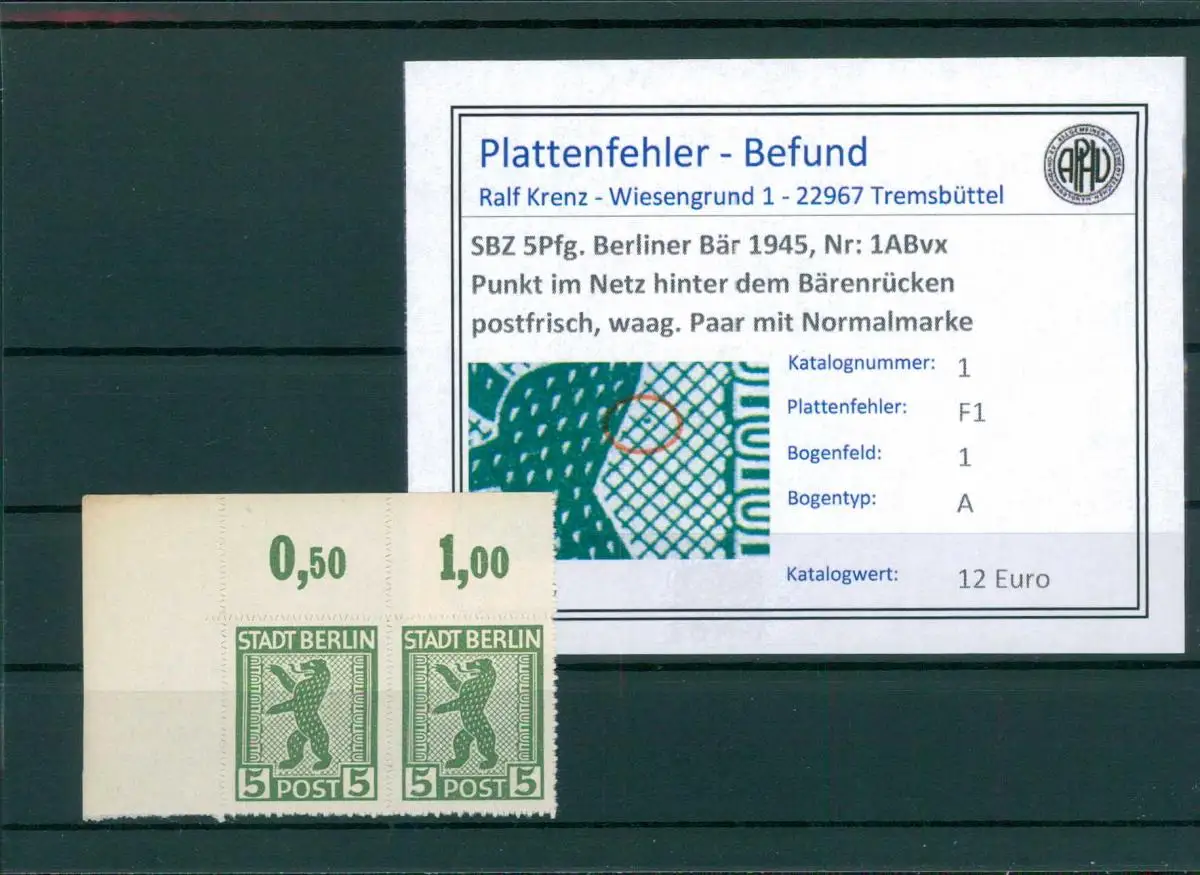 Plattenfehler - Befund
Ralf Krenz - Wiesengrund 1 - 22967 Tremsbüttel
APHV
SBZ 5Pfg. Berliner Bär 1945, Nr: 1ABvx
Punkt im Netz hinter dem Bärenrücken
postfrisch, waag. Paar mit Normalmarke
Katalognummer: 1
Plattenfehler: F1
Bogenfeld: 1
Bogentyp: A
Katalogwert: 12 Euro
0,50 1,00
STADT BERLIN STADT BERLIN
5 POST 5 5 POST 5